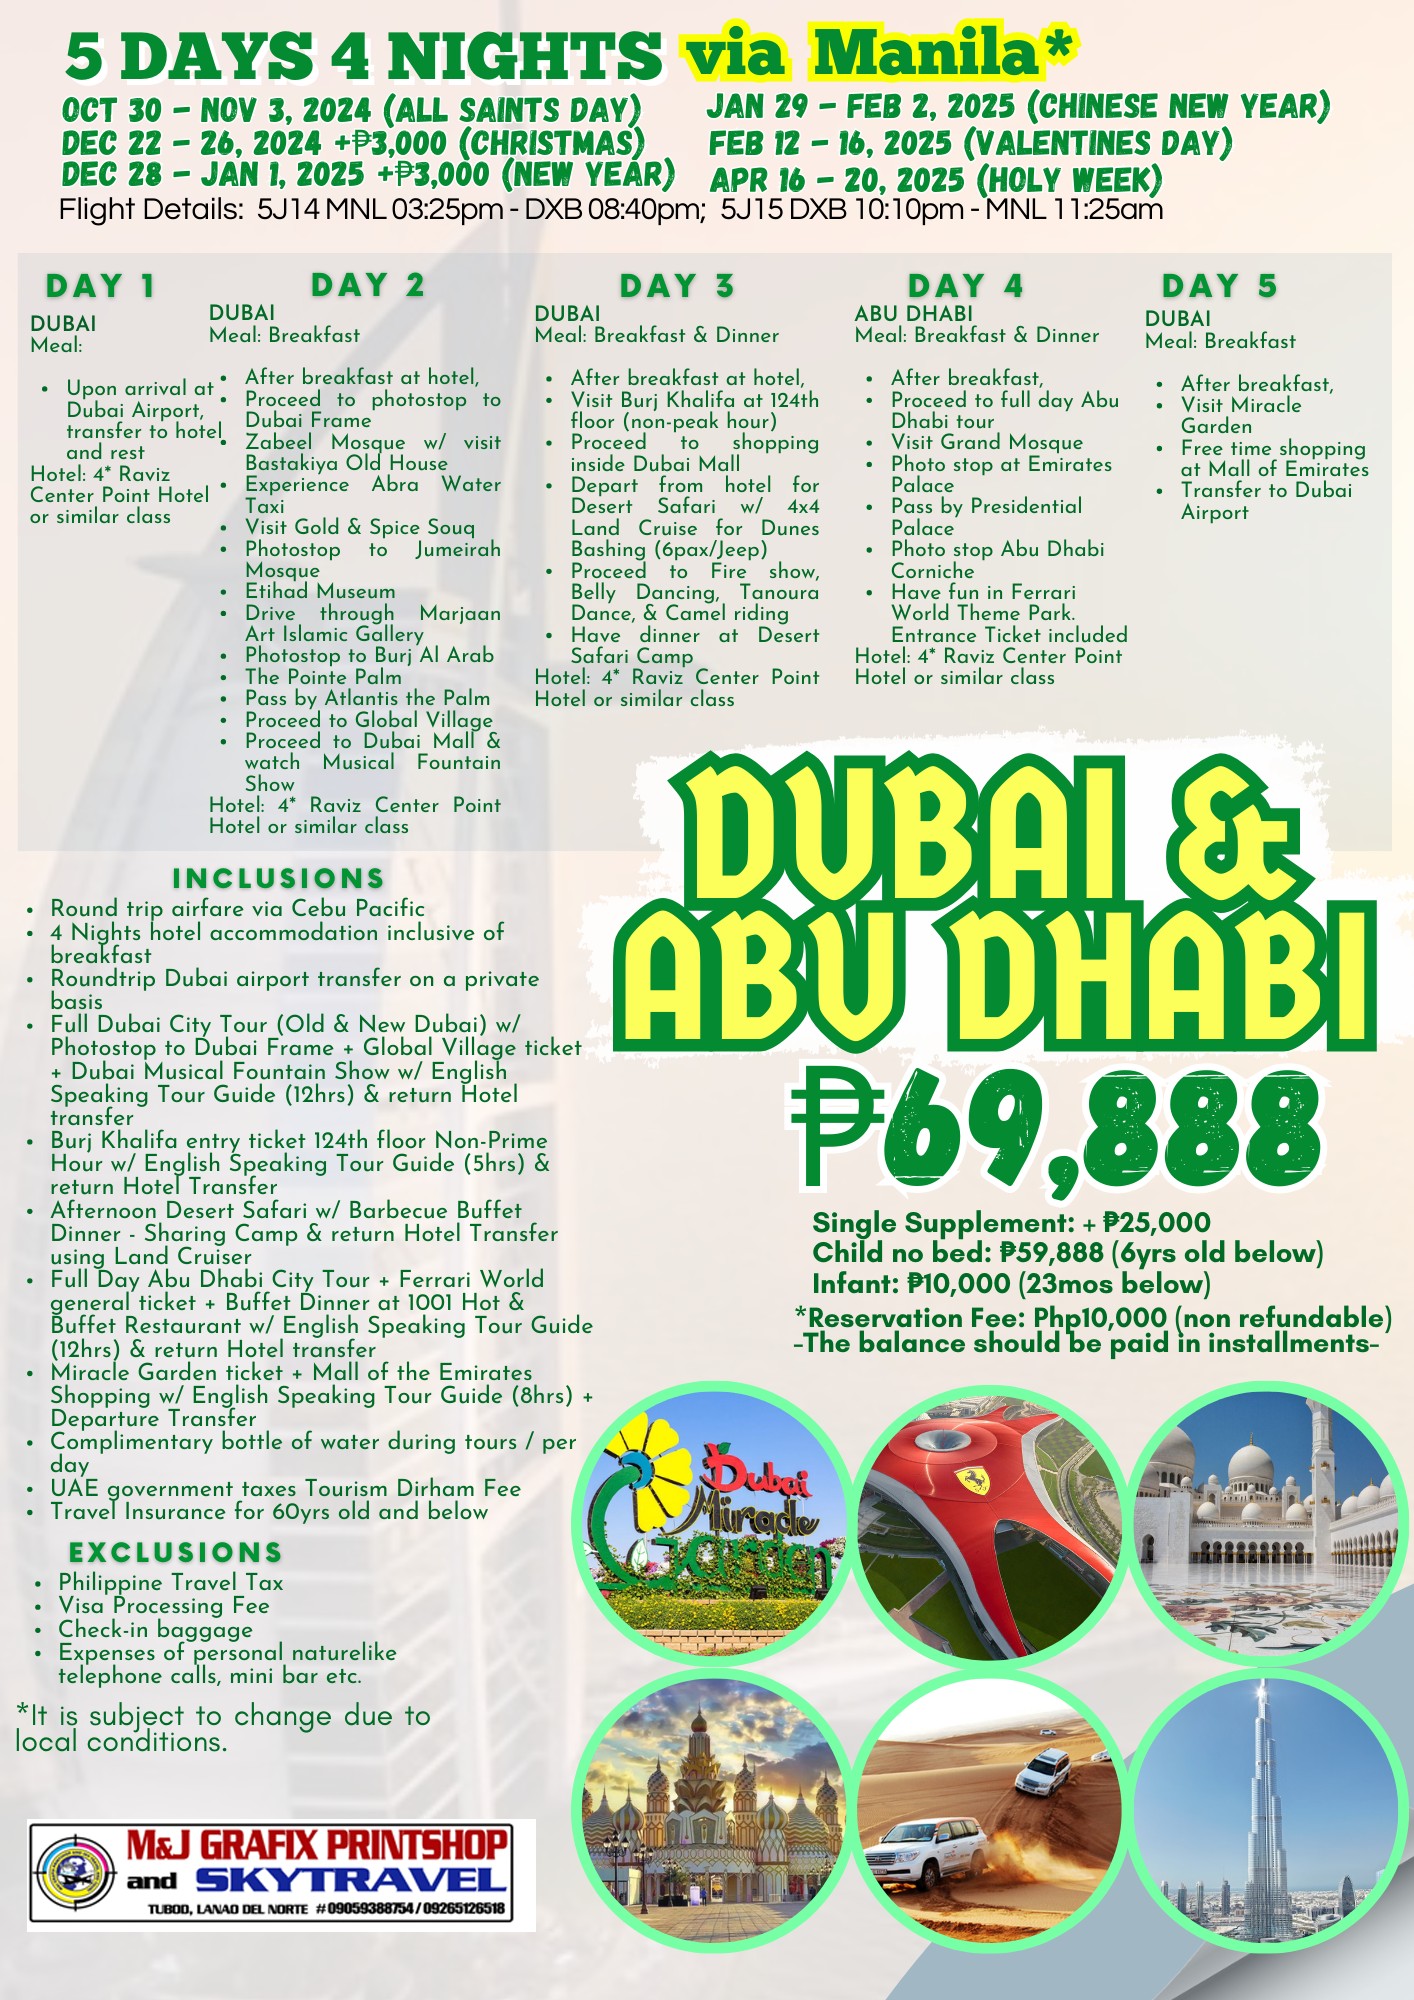 5 DAYS 4 NIGHTS via Manila*
OCT 30 - NOV 3, 2024 (ALL SAINTS DAY)
DEC 22 - 26, 2024 +₱3,000 (CHRISTMAS)
DEC 28 - JAN 1, 2025 +₱3,000 (NEW YEAR)
JAN 29 - FEB 2, 2025 (CHINESE NEW YEAR)
FEB 12 - 16, 2025 (VALENTINES DAY)
APR 16 - 20, 2025 (HOLY WEEK)
Flight Details: 5J14 MNL 03:25pm - DXB 08:40pm; 5J15 DXB 10:10pm - MNL 11:25am
DAY 1
DUBAI
Meal:
• Upon arrival at
Dubai Airport,
transfer to hotel
and rest
Hotel: 4* Raviz
Center Point Hotel
or similar class
DAY 2
DUBAI
Meal: Breakfast
• After breakfast at hotel,
• Proceed to photostop to
Dubai Frame
• Zabeel Mosque w/ visit
Bastakiya Old House
• Experience Abra Water
Taxi
• Visit Gold & Spice Souq
• Photostop to Jumeirah
Mosque
• Etihad Museum
• Drive through Marjaan
Art Islamic Gallery
• Photostop to Burj Al Arab
• The Pointe Palm
• Pass by Atlantis the Palm
• Proceed to Global Village
• Proceed to Dubai Mall &
watch Musical Fountain
Show
Hotel: 4* Raviz Center Point
Hotel or similar class
DAY 3
DUBAI
Meal: Breakfast & Dinner
• After breakfast at hotel,
• Visit Burj Khalifa at 124th
floor (non-peak hour)
• Proceed to shopping
inside Dubai Mall
• Depart from hotel for
Desert Safari w/ 4x4
Land Cruise for Dunes
Bashing (6pax/Jeep)
• Proceed to Fire show,
Belly Dancing, Tanoura
Dance, & Camel riding
• Have dinner at Desert
Safari Camp
Hotel: 4* Raviz Center Point
Hotel or similar class
DAY 4
ABU DHABI
Meal: Breakfast & Dinner
• After breakfast,
• Proceed to full day Abu
Dhabi tour
• Visit Grand Mosque
• Photo stop at Emirates
Palace
• Pass by Presidential
Palace
• Photo stop Abu Dhabi
Corniche
• Have fun in Ferrari
World Theme Park.
Entrance Ticket included
Hotel: 4* Raviz Center Point
Hotel or similar class
DAY 5
DUBAI
Meal: Breakfast
• After breakfast,
• Visit Miracle
Garden
• Free time shopping
at Mall of Emirates
• Transfer to Dubai
Airport
DUBAI &
ABU DHABI
₱69,888
Single Supplement: + ₱25,000
Child no bed: ₱59,888 (6yrs old below)
Infant: ₱10,000 (23mos below)
*Reservation Fee: Php10,000 (non refundable)
-The balance should be paid in installments-
INCLUSIONS
• Round trip airfare via Cebu Pacific
• 4 Nights hotel accommodation inclusive of
breakfast
• Roundtrip Dubai airport transfer on a private
basis
• Full Dubai City Tour (Old & New Dubai) w/
Photostop to Dubai Frame + Global Village ticket
+ Dubai Musical Fountain Show w/ English
Speaking Tour Guide (12hrs) & return Hotel
transfer
• Burj Khalifa entry ticket 124th floor Non-Prime
Hour w/ English Speaking Tour Guide (5hrs) &
return Hotel Transfer
• Afternoon Desert Safari w/ Barbecue Buffet
Dinner - Sharing Camp & return Hotel Transfer
using Land Cruiser
• Full Day Abu Dhabi City Tour + Ferrari World
general ticket + Buffet Dinner at 1001 Hot &
Buffet Restaurant w/ English Speaking Tour Guide
(12hrs) & return Hotel transfer
• Miracle Garden ticket + Mall of the Emirates
Shopping w/ English Speaking Tour Guide (8hrs) +
Departure Transfer
• Complimentary bottle of water during tours / per
day
• UAE government taxes Tourism Dirham Fee
• Travel Insurance for 60yrs old and below
EXCLUSIONS
• Philippine Travel Tax
• Visa Processing Fee
• Check-in baggage
• Expenses of personal naturelike
telephone calls, mini bar etc.
*It is subject to change due to
local conditions.
Dubai
Miracle
Garden
M&J GRAFIX PRINTSHOP
and SKYTRAVEL
TUBOD, LANAO DEL NORTE #09059388754/09265126518